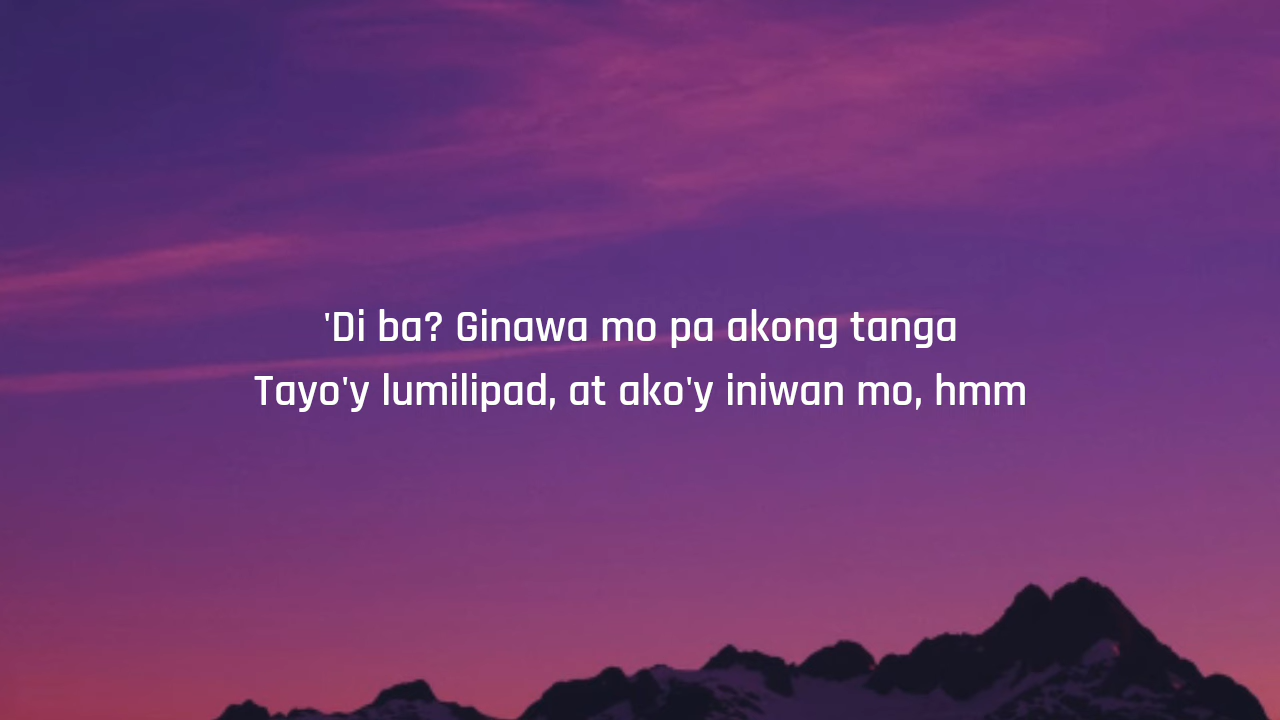 'Di ba? Ginawa mo pa akong tanga
Tayo'y lumilipad, at ako'y iniwan mo, hmm